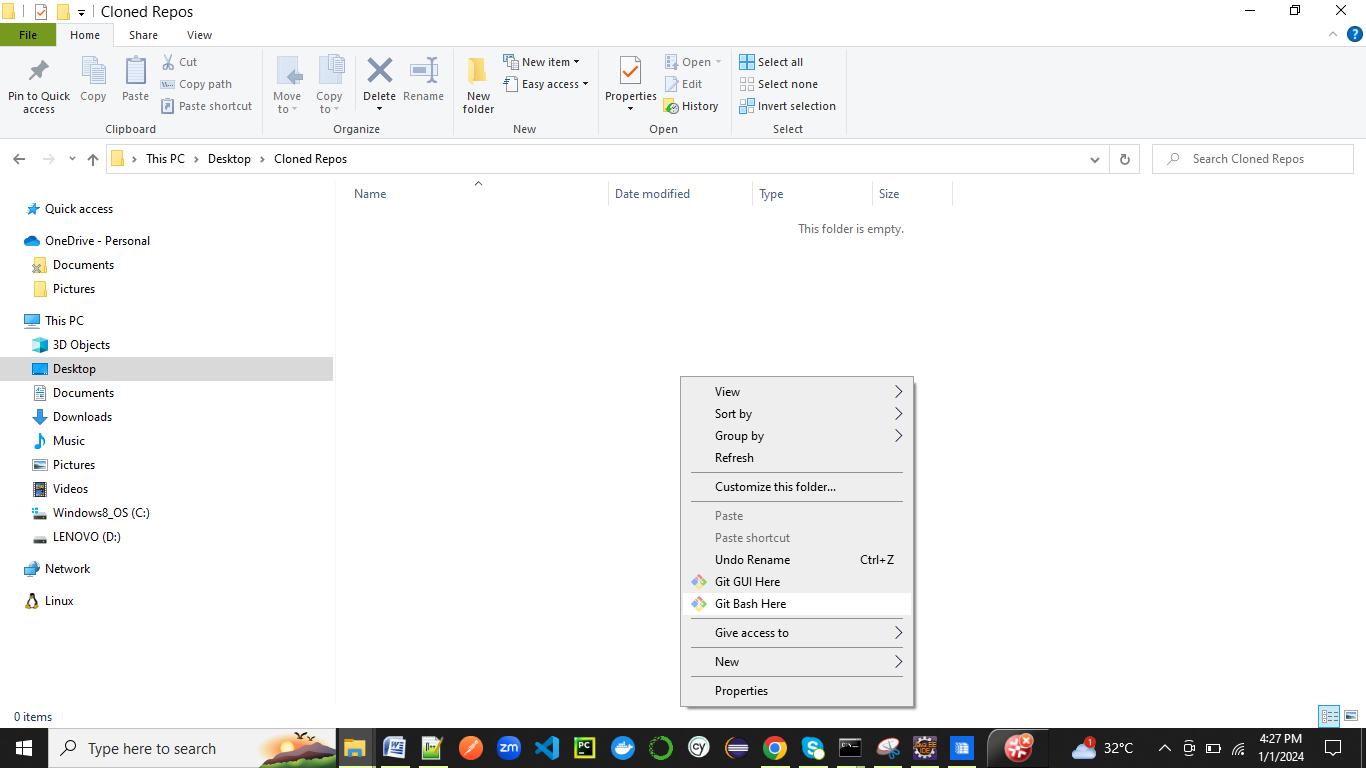 Cloned Repos
File Home Share View
Pin to Quick access
Copy
Paste
Cut
Copy path
Paste shortcut
Clipboard
Move to
Copy to
Delete
Rename
Organize
New folder
New item
Easy access
New
Properties
Open
Edit
History
Open
Select all
Select none
Invert selection
Select
This PC > Desktop > Cloned Repos
Search Cloned Repos
Name Date modified Type Size
This folder is empty.
Quick access
OneDrive - Personal
Documents
Pictures
This PC
3D Objects
Desktop
Documents
Downloads
Music
Pictures
Videos
Windows8_OS (C:)
LENOVO (D:)
Network
Linux
View
Sort by
Group by
Refresh
Customize this folder...
Paste
Paste shortcut
Undo Rename Ctrl+Z
Git GUI Here
Git Bash Here
Give access to
New
Properties
0 items
Type here to search
zm
PC
cy
1
32°C
4:27 PM
1/1/2024